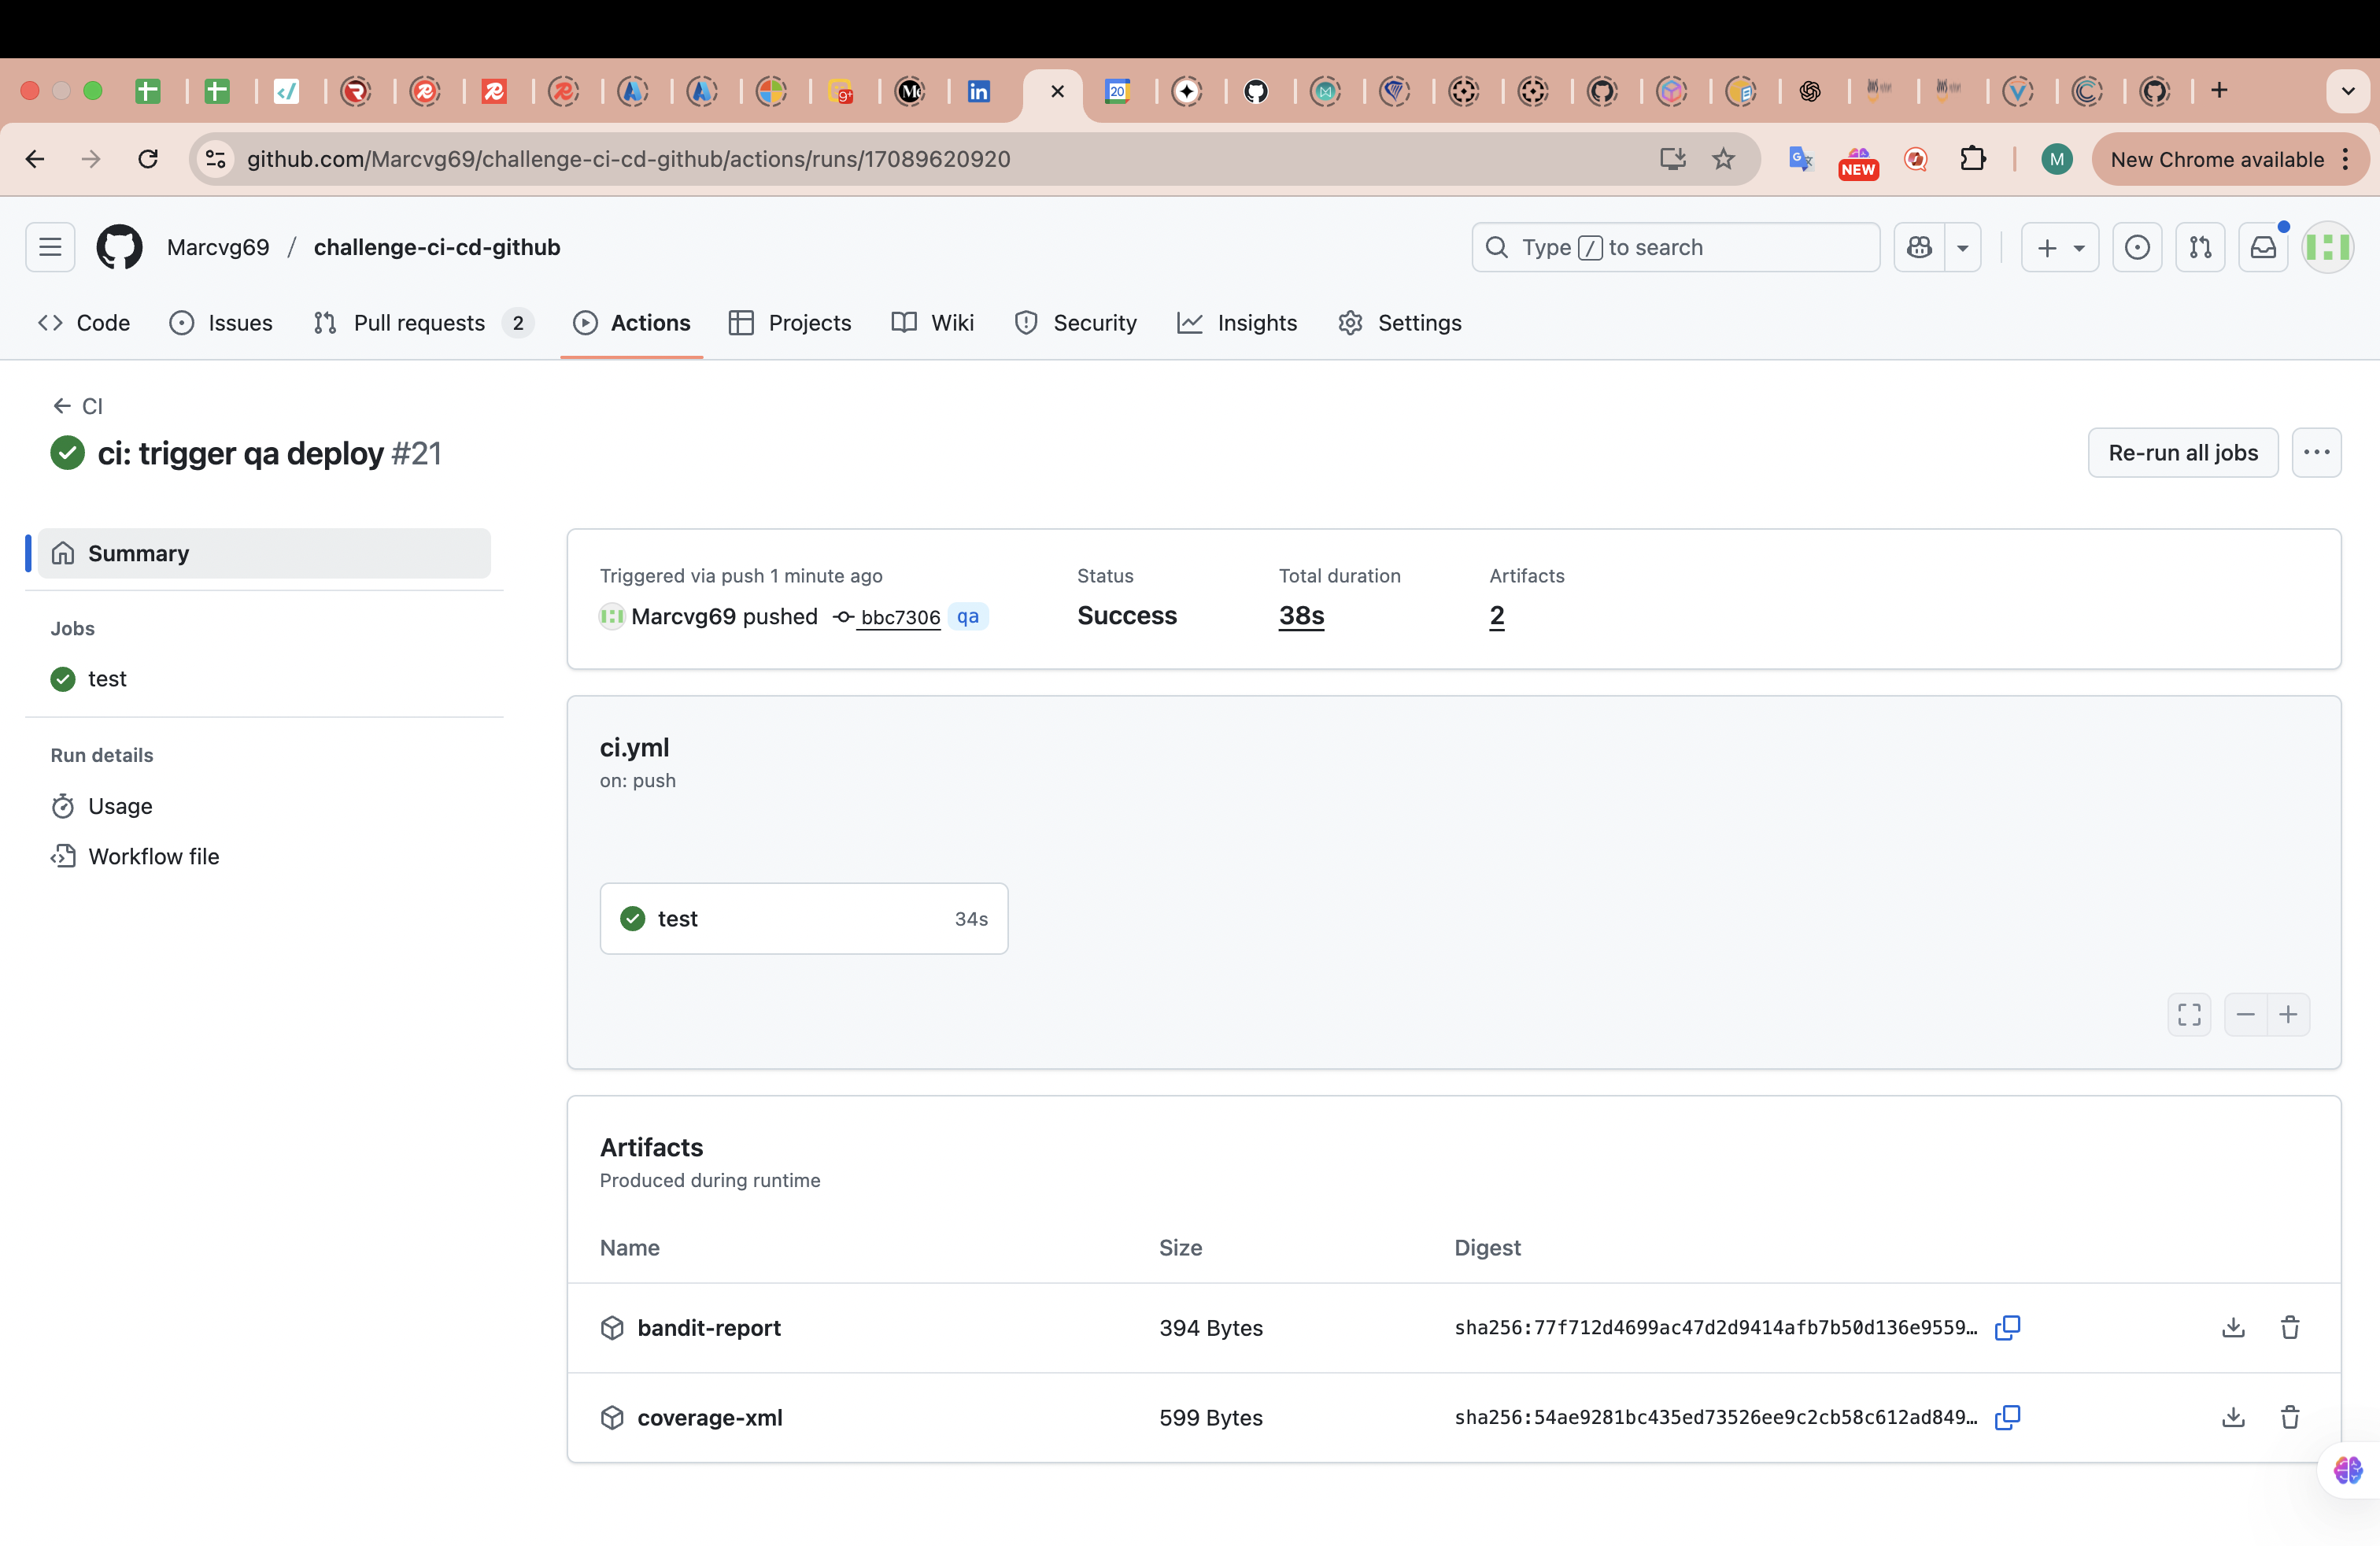 github.com/Marcvg69/challenge-ci-cd-github/actions/runs/17089620920
NEW
M
New Chrome available
Marcvg69 / challenge-ci-cd-github
Type / to search
Code
Issues
Pull requests 2
Actions
Projects
Wiki
Security
Insights
Settings
← CI
ci: trigger qa deploy #21
Re-run all jobs
Summary
Jobs
test
Run details
Usage
Workflow file
Triggered via push 1 minute ago
Marcvg69 pushed bbc7306 qa
Status
Success
Total duration
38s
Artifacts
2
ci.yml
on: push
test 34s
Artifacts
Produced during runtime
Name Size Digest
bandit-report 394 Bytes sha256:77f712d4699ac47d2d9414afb7b50d136e9559…
coverage-xml 599 Bytes sha256:54ae9281bc435ed73526ee9c2cb58c612ad849…